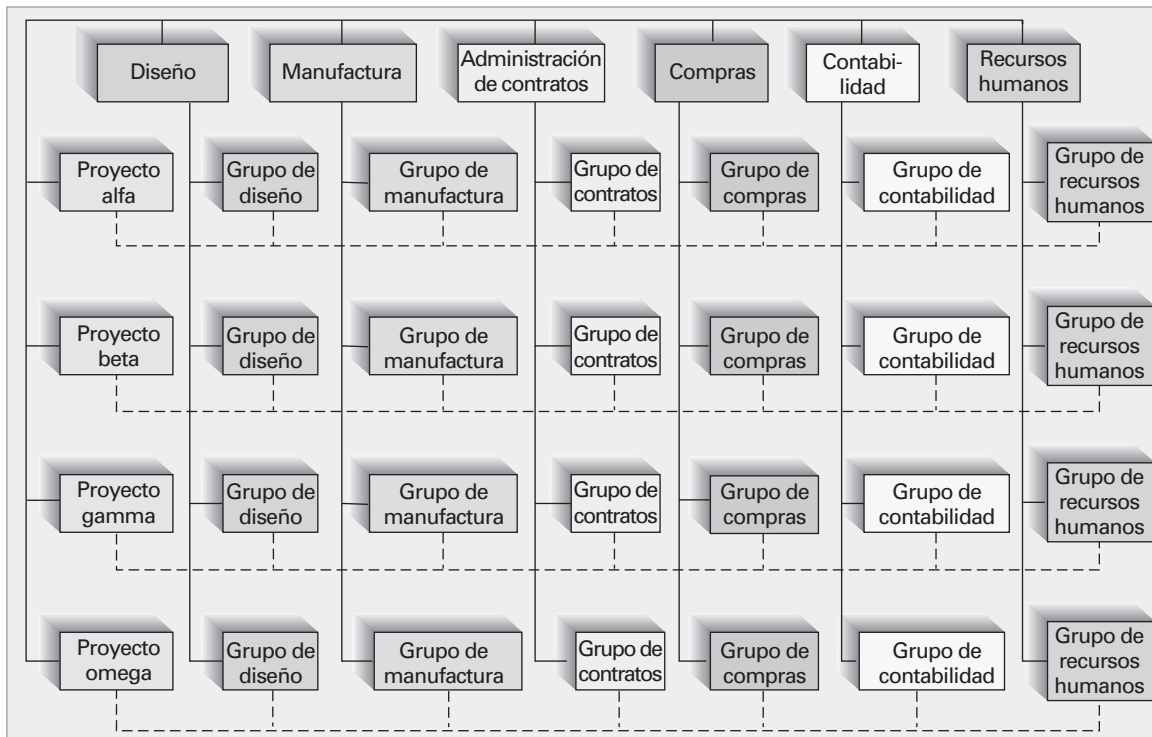 Diseño
Manufactura
Administración
de contratos
Compras
Contabi-
lidad
Recursos
humanos
Proyecto
alfa
Grupo de
diseño
Grupo de
manufactura
Grupo de
contratos
Grupo de
compras
Grupo de
contabilidad
Grupo de
recursos
humanos
Proyecto
beta
Grupo de
diseño
Grupo de
manufactura
Grupo de
contratos
Grupo de
compras
Grupo de
contabilidad
Grupo de
recursos
humanos
Proyecto
gamma
Grupo de
diseño
Grupo de
manufactura
Grupo de
contratos
Grupo de
compras
Grupo de
contabilidad
Grupo de
recursos
humanos
Proyecto
omega
Grupo de
diseño
Grupo de
manufactura
Grupo de
contratos
Grupo de
compras
Grupo de
contabilidad
Grupo de
recursos
humanos